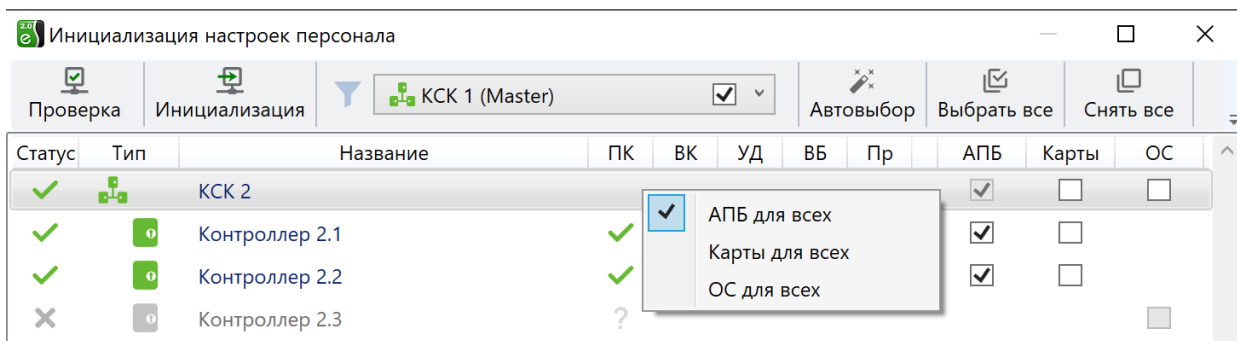 2.0 Инициализация настроек персонала
КСК 1 (Master)
Проверка Инициализация Автовыбор Выбрать все Снять все
Статус Тип Название ПК ВК УД ВБ Пр АПБ Карты ОС
КСК 2
АПБ для всех
Контроллер 2.1
Карты для всех
Контроллер 2.2
ОС для всех
Контроллер 2.3 ?